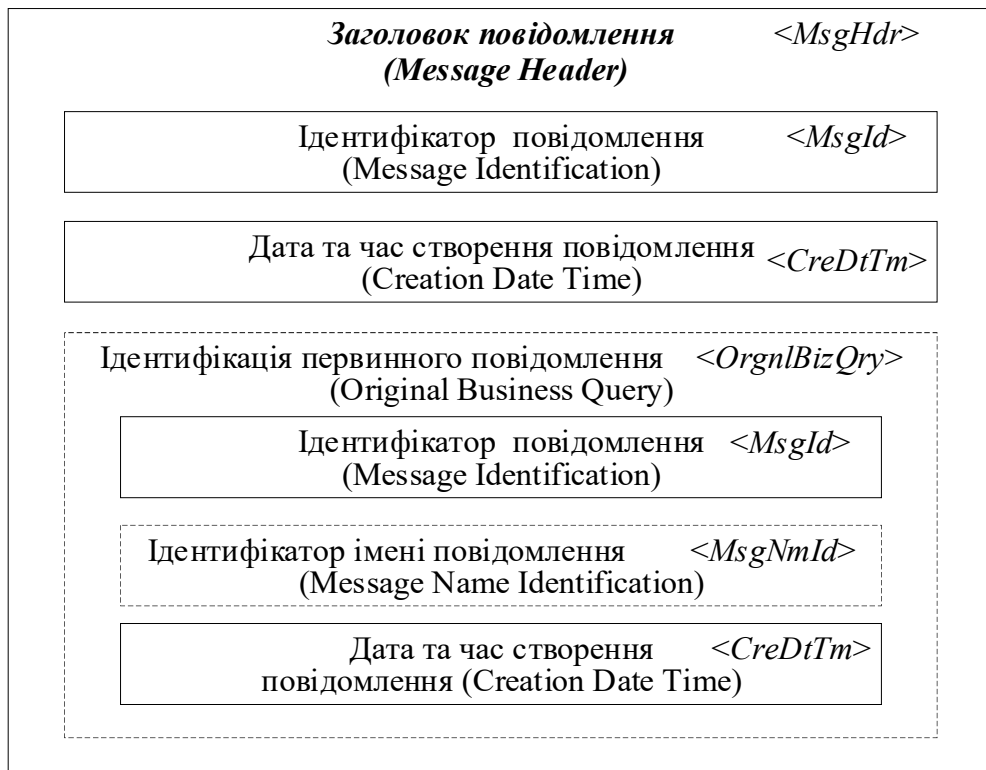 Заголовок повідомлення <MsgHdr>
(Message Header)
Ідентифікатор повідомлення <MsgId>
(Message Identification)
Дата та час створення повідомлення <CreDtTm>
(Creation Date Time)
Ідентифікація первинного повідомлення <OrgnlBizQry>
(Original Business Query)
Ідентифікатор повідомлення <MsgId>
(Message Identification)
Ідентифікатор імені повідомлення <MsgNmId>
(Message Name Identification)
Дата та час створення <CreDtTm>
повідомлення (Creation Date Time)